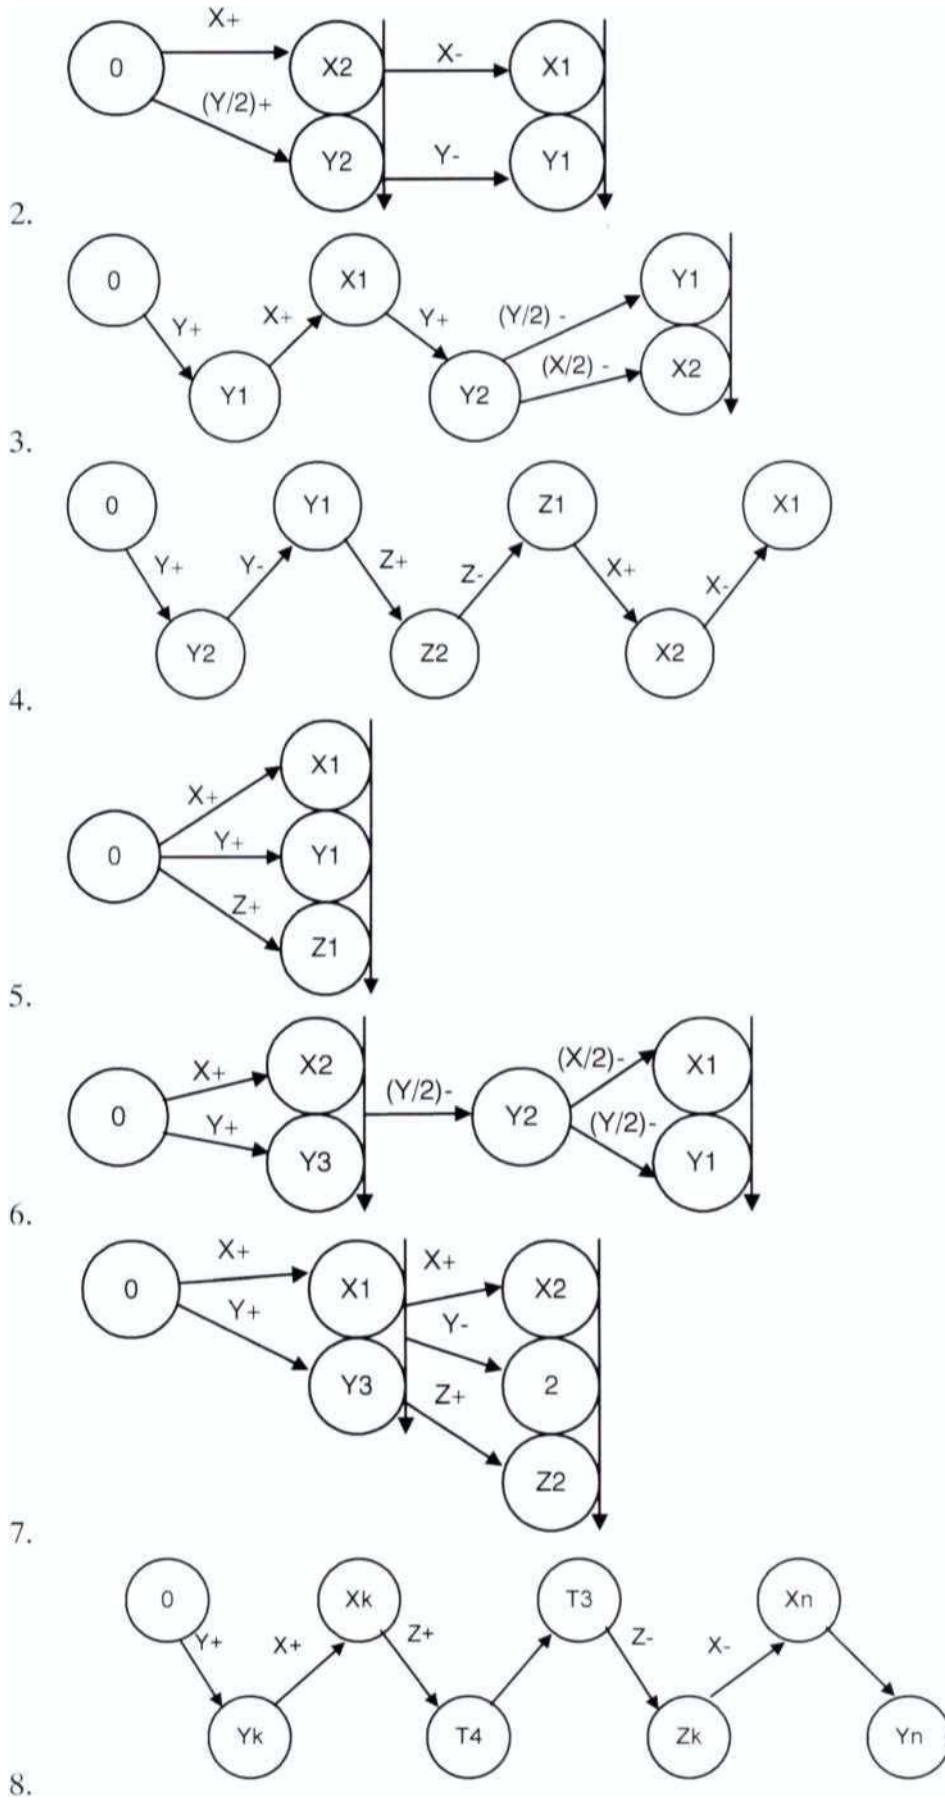 X+
0 X2 X- X1
(Y/2)+
Y2 Y- Y1
2.
0 X1 Y1
Y+ X+ Y+ (Y/2) -
(X/2) -
Y1 Y2 X2
3.
0 Y1 Z1 X1
Y+ Y- Z+ Z- X+ X-
Y2 Z2 X2
4.
X1
X+
0 Y+ Y1
Z+
Z1
5.
X2 (X/2)- X1
X+
0 (Y/2)- Y2
Y+ (Y/2)-
Y3 Y1
6.
X+ X+
0 X1 X2
Y+ Y-
Y3 2
Z+
Z2
7.
0 Xk T3 Xn
Y+ X+ Z+ Z- X-
Yk T4 Zk Yn
8.